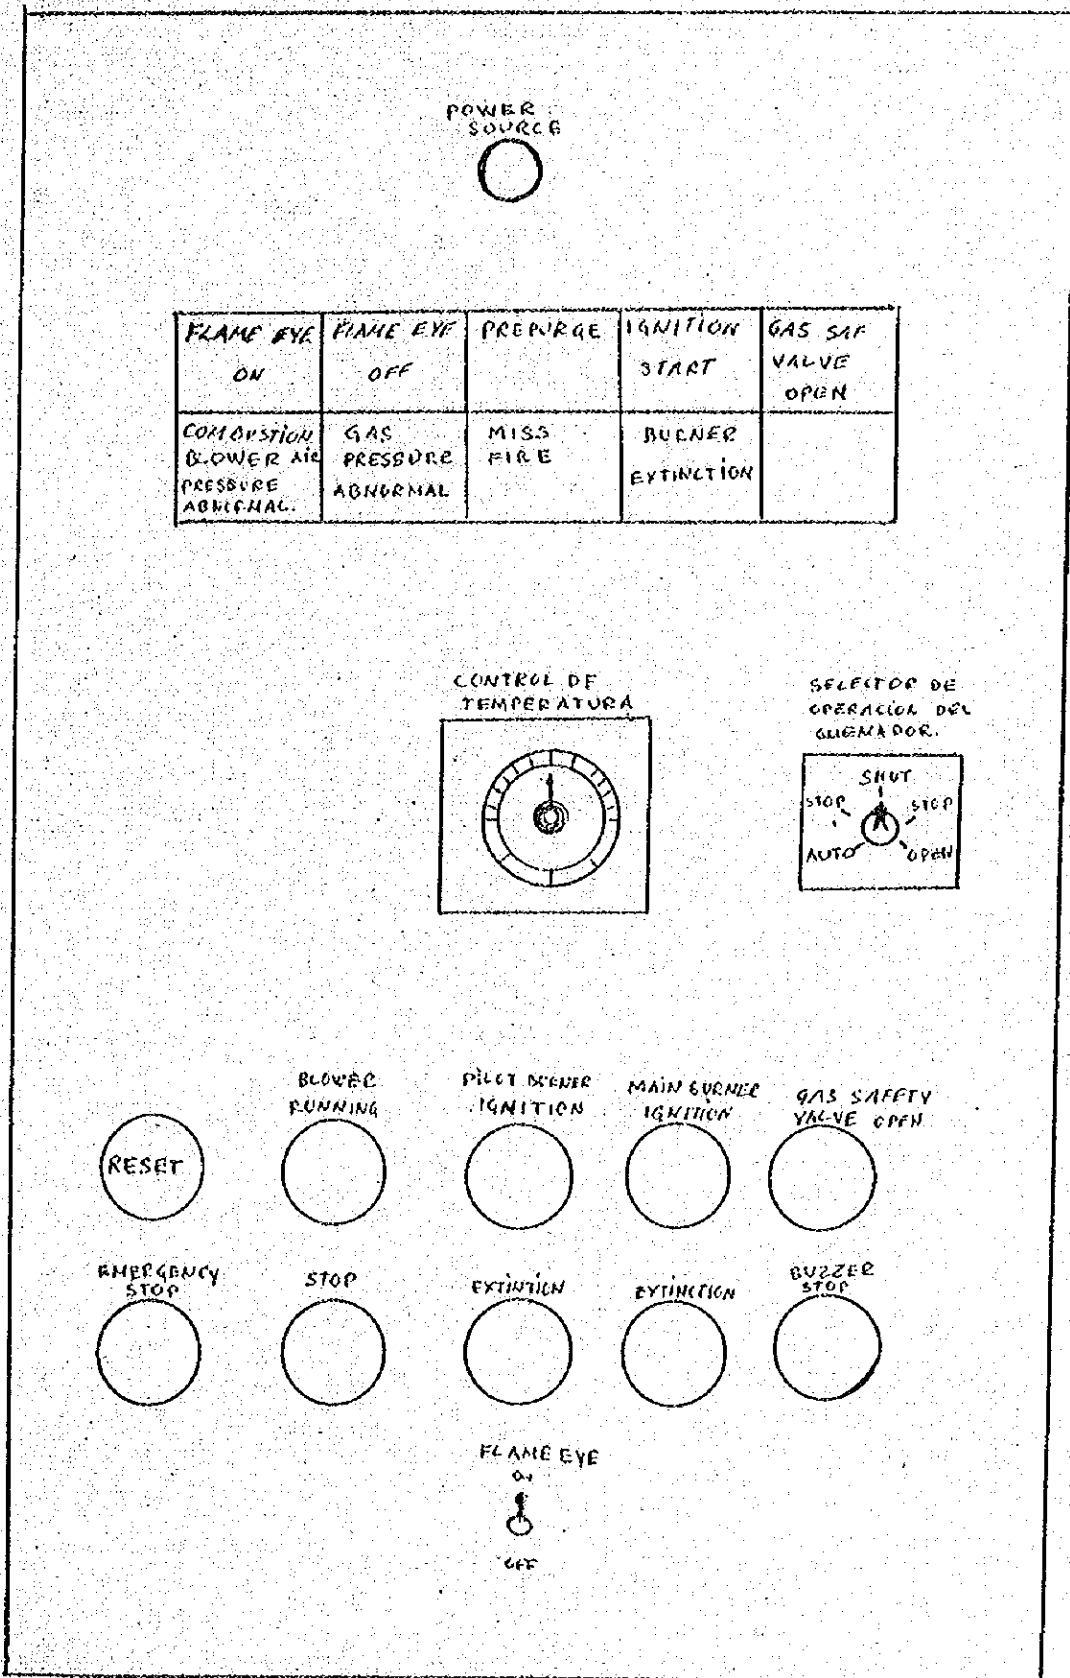 POWER
SOURCE
FLAME EYE
ON
FLAME EYE
OFF
PREPURGE
IGNITION
START
GAS SAF
VALVE
OPEN
COMBUSTION
BLOWER AIR
PRESSURE
ABNORMAL.
GAS
PRESSURE
ABNORMAL
MISS
FIRE
BURNER
EXTINCTION
CONTROL DE
TEMPERATURA
SELECTOR DE
OPERACION DEL
QUEMADOR.
SHUT
STOP
STOP
AUTO
OPEN
BLOWER
RUNNING
PILOT BURNER
IGNITION
MAIN BURNER
IGNITION
GAS SAFETY
VALVE OPEN
RESET
EMERGENCY
STOP
STOP
EXTINTION
EXTINCTION
BUZZER
STOP
FLAME EYE
ON
OFF